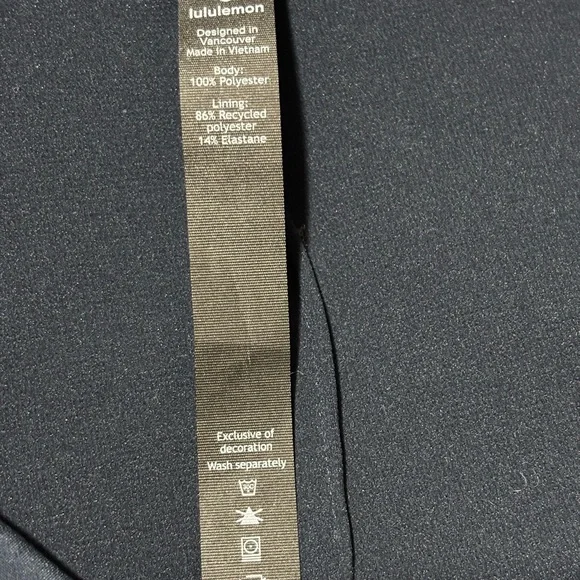 lululemon
Designed in
Vancouver
Made in Vietnam
Body:
100% Polyester
Lining:
86% Recycled
polyester
14% Elastane
Exclusive of
decoration
Wash separately